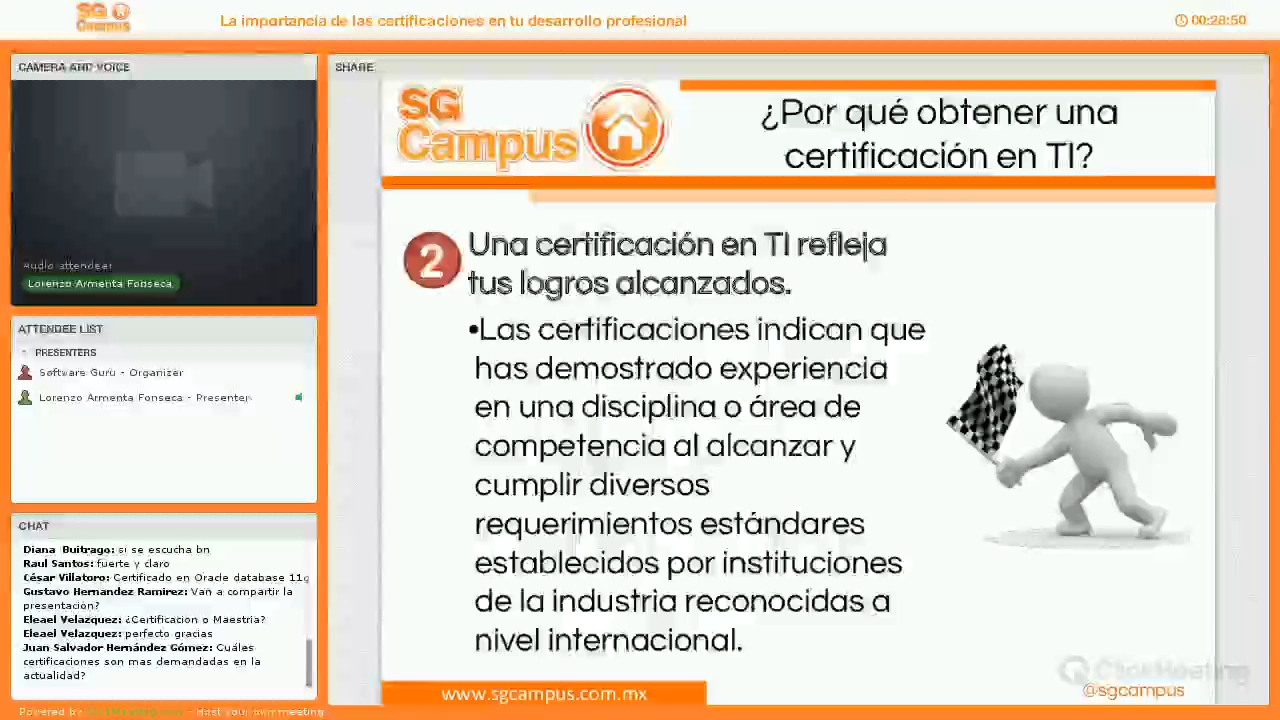 SG
Campus
La importancia de las certificaciones en tu desarrollo profesional
00:28:50
CAMERA AND VOICE
Audio attendee:
Lorenzo Armenta Fonseca
ATTENDEE LIST
PRESENTERS
Software Guru - Organizer
Lorenzo Armenta Fonseca - Presenter
CHAT
Diana Buitrago: si se escucha bn
Raul Santos: fuerte y claro
César Villatoro: Certificado en Oracle database 11g
Gustavo Hernandez Ramirez: Van a compartir la
presentación?
Eleael Velazquez: ¿Certificacion o Maestria?
Eleael Velazquez: perfecto gracias
Juan Salvador Hernández Gómez: Cuáles
certificaciones son mas demandadas en la
actualidad?
Powered by ClickMeeting.com - Host your own meeting
SHARE
SG
Campus
¿Por qué obtener una
certificación en TI?
2 Una certificación en TI refleja
tus logros alcanzados.
•Las certificaciones indican que
has demostrado experiencia
en una disciplina o área de
competencia al alcanzar y
cumplir diversos
requerimientos estándares
establecidos por instituciones
de la industria reconocidas a
nivel internacional.
ClickMeeting
www.sgcampus.com.mx
@sgcampus